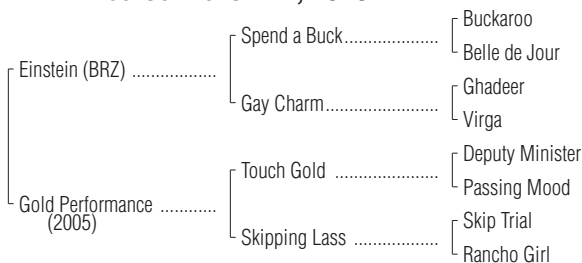 Spend a Buck .................... Buckaroo
Belle de Jour
Einstein (BRZ) .................
Gay Charm ........................ Ghadeer
Virga
Touch Gold ...................... Deputy Minister
Passing Mood
Gold Performance ............
(2005)
Skipping Lass .................. Skip Trial
Rancho Girl